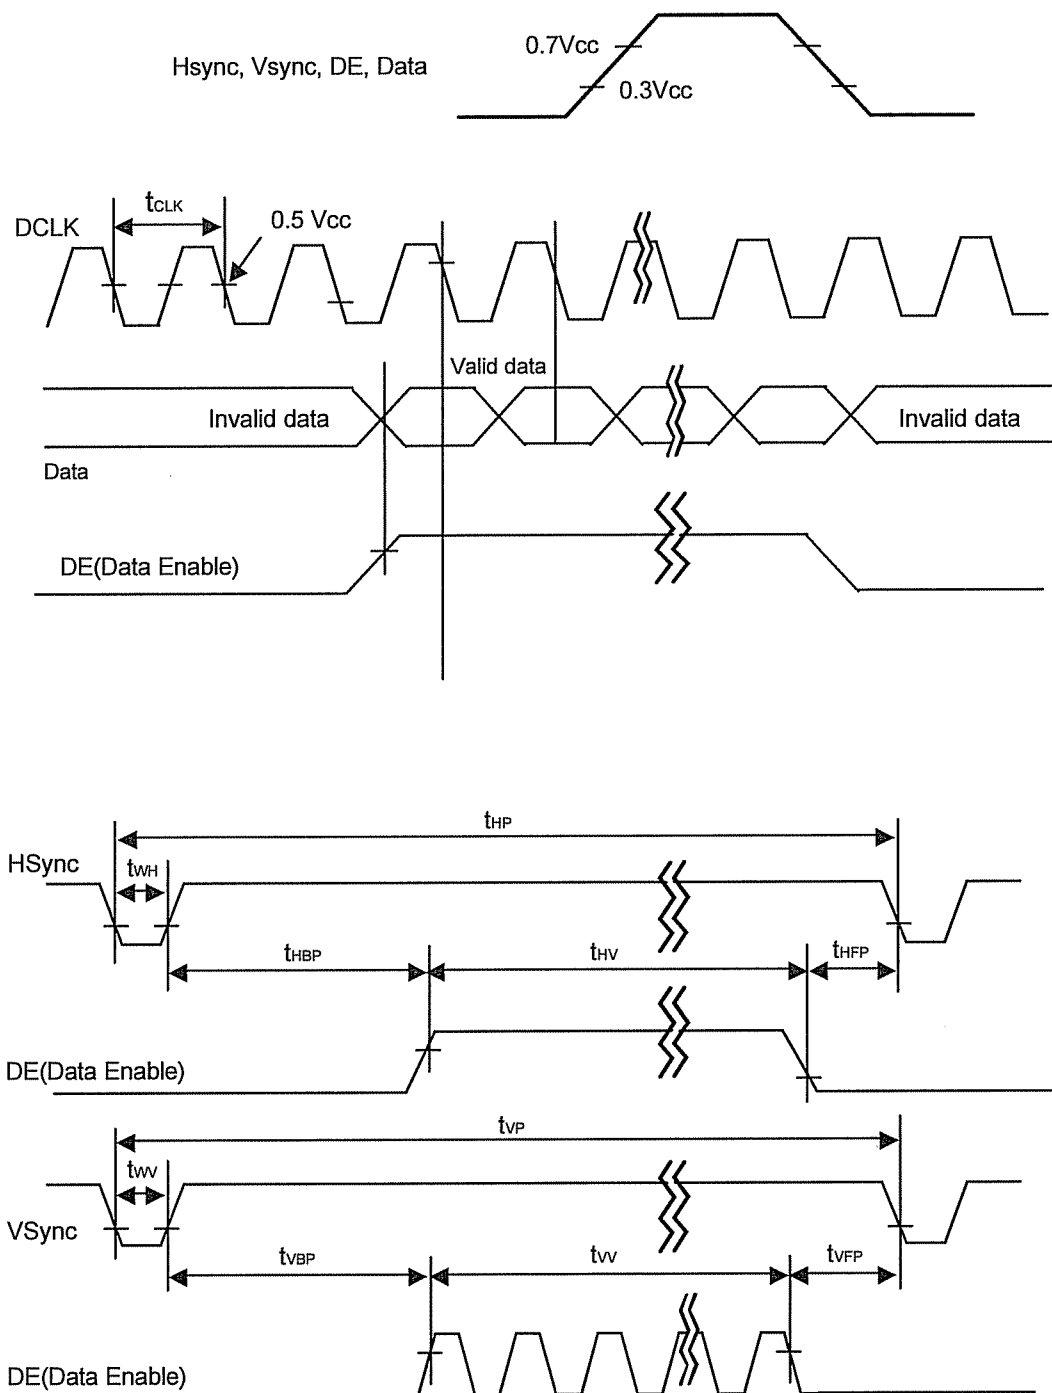 0.7Vcc
Hsync, Vsync, DE, Data
0.3Vcc
tCLK
DCLK
0.5 Vcc
Valid data
Invalid data
Invalid data
Data
DE(Data Enable)
tHP
HSync
tWH
tHBP
tHV
tHFP
DE(Data Enable)
tVP
tWV
VSync
tVBP
tVV
tVFP
DE(Data Enable)